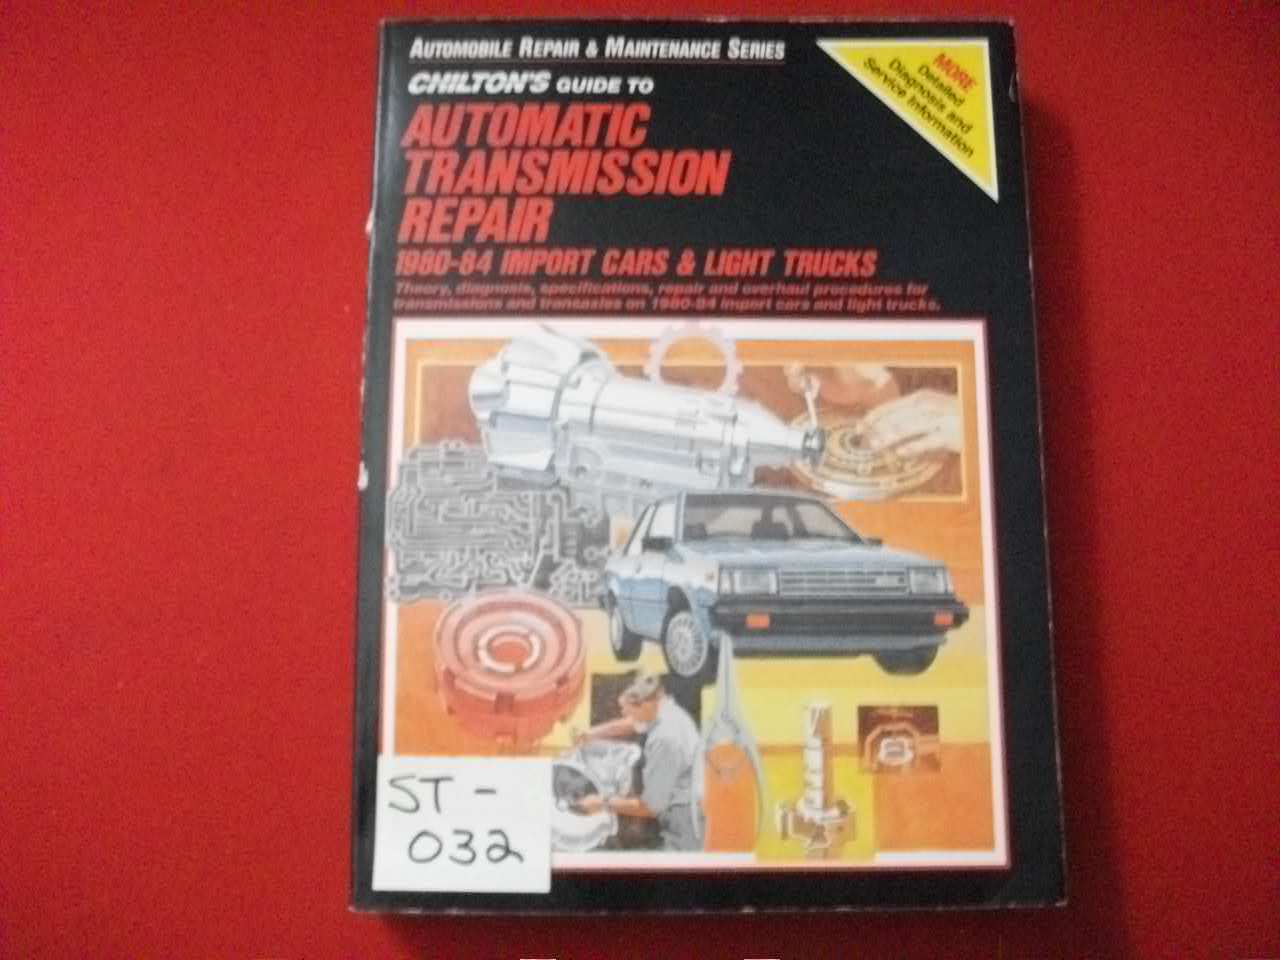 AUTOMOBILE REPAIR & MAINTENANCE SERIES
CHILTON'S GUIDE TO
AUTOMATIC
TRANSMISSION
REPAIR
1980-84 IMPORT CARS & LIGHT TRUCKS
Theory, diagnosis, specifications, repair and overhaul procedures for
transmissions and transaxles on 1980-84 import cars and light trucks.
MORE
Detailed
Diagnosis and
Service Information
ST-
032